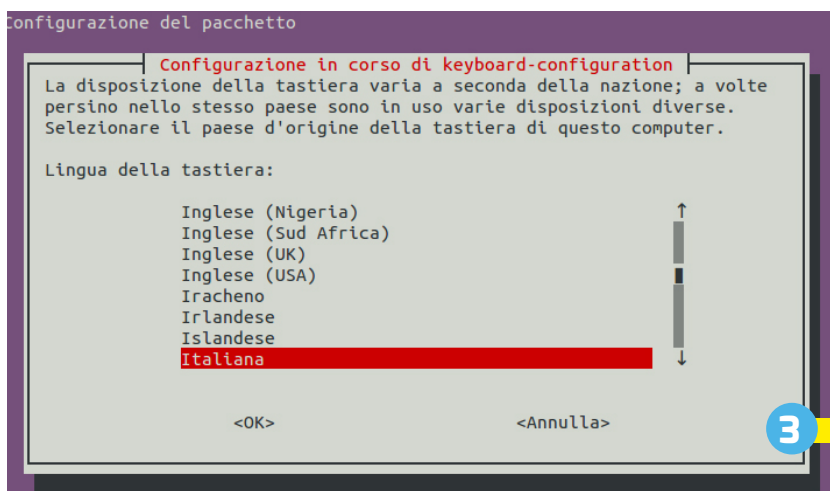 Configurazione del pacchetto
Configurazione in corso di keyboard-configuration
La disposizione della tastiera varia a seconda della nazione; a volte
persino nello stesso paese sono in uso varie disposizioni diverse.
Selezionare il paese d'origine della tastiera di questo computer.
Lingua della tastiera:
Inglese (Nigeria)
Inglese (Sud Africa)
Inglese (UK)
Inglese (USA)
Iracheno
Irlandese
Islandese
Italiana
<OK> <Annulla>
3